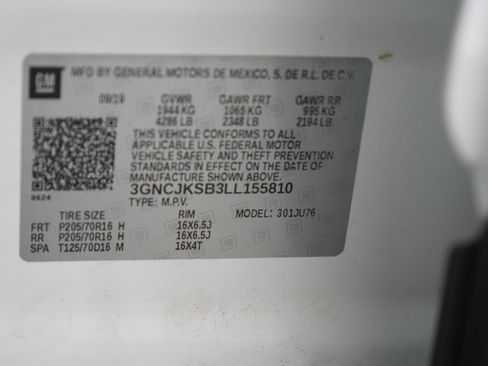 GM
MFD BY GENERAL MOTORS DE MEXICO, S. DE R.L. DE C.V.
09/19 GVWR GAWR FRT GAWR RR
1944 KG 1065 KG 995 KG
4286 LB 2348 LB 2194 LB
THIS VEHICLE CONFORMS TO ALL
APPLICABLE U.S. FEDERAL MOTOR
VEHICLE SAFETY AND THEFT PREVENTION
STANDARDS IN EFFECT ON THE DATE OF
MANUFACTURE SHOWN ABOVE.
3GNCJKSB3LL155810
9624 TYPE: M.P.V.
TIRE SIZE RIM MODEL: 301JU76
FRT P205/70R16 H 16X6.5J
RR P205/70R16 H 16X6.5J
SPA T125/70D16 M 16X4T